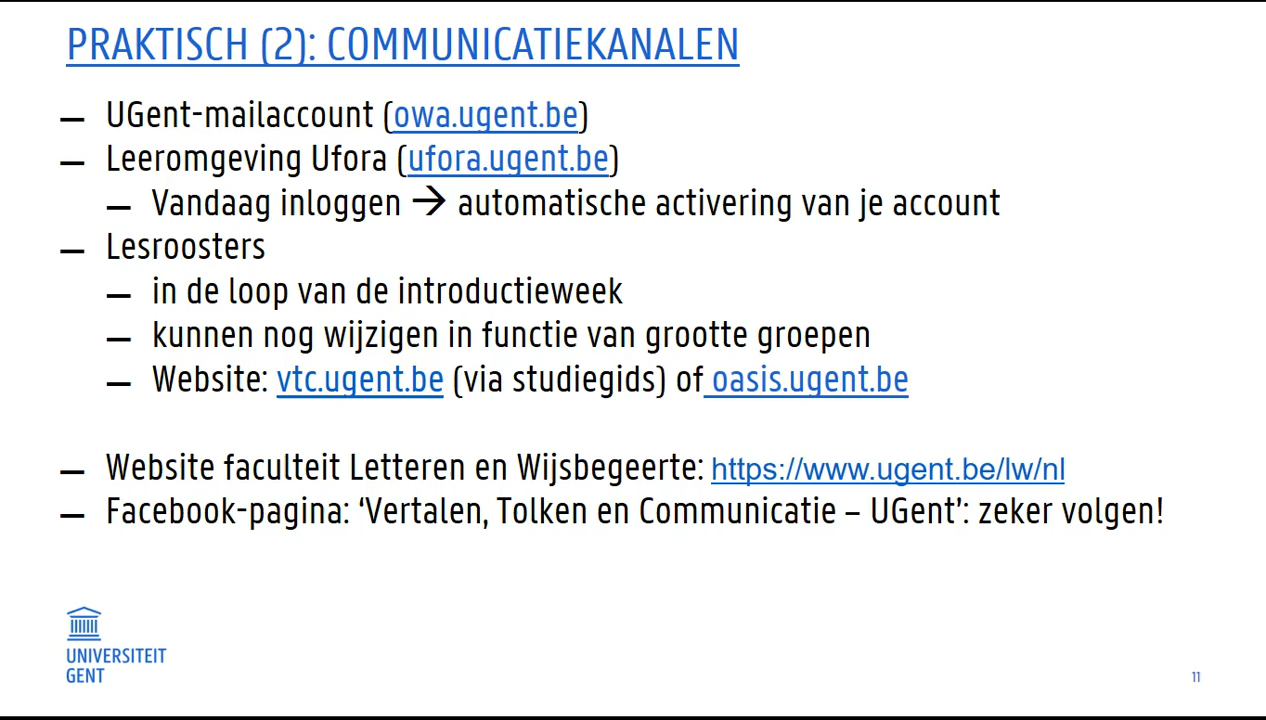 PRAKTISCH (2): COMMUNICATIEKANALEN
– UGent-mailaccount (owa.ugent.be)
– Leeromgeving Ufora (ufora.ugent.be)
– Vandaag inloggen → automatische activering van je account
– Lesroosters
– in de loop van de introductieweek
– kunnen nog wijzigen in functie van grootte groepen
– Website: vtc.ugent.be (via studiegids) of oasis.ugent.be
– Website faculteit Letteren en Wijsbegeerte: https://www.ugent.be/lw/nl
– Facebook-pagina: ‘Vertalen, Tolken en Communicatie – UGent’: zeker volgen!
UNIVERSITEIT
GENT
11